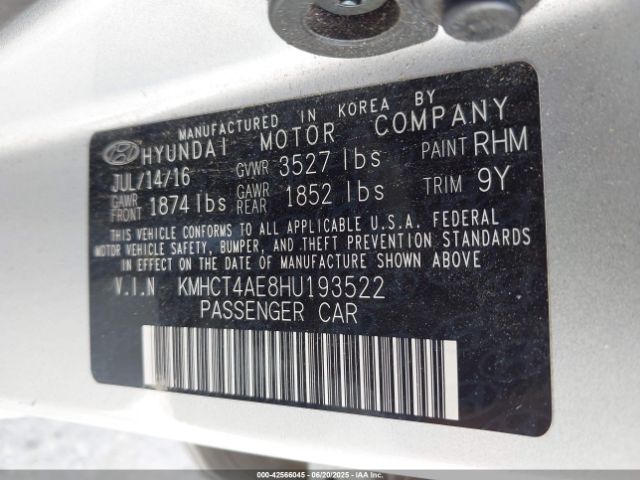 MANUFACTURED IN KOREA BY
HYUNDAI MOTOR COMPANY
JUL/14/16 GVWR 3527 lbs PAINT RHM
GAWR FRONT 1874 lbs GAWR REAR 1852 lbs TRIM 9Y
THIS VEHICLE CONFORMS TO ALL APPLICABLE U.S.A. FEDERAL
MOTOR VEHICLE SAFETY, BUMPER, AND THEFT PREVENTION STANDARDS
IN EFFECT ON THE DATE OF MANUFACTURE SHOWN ABOVE.
V.I.N KMHCT4AE8HU193522
PASSENGER CAR
000-42566045 - 06/20/2025 - IAAI.COM